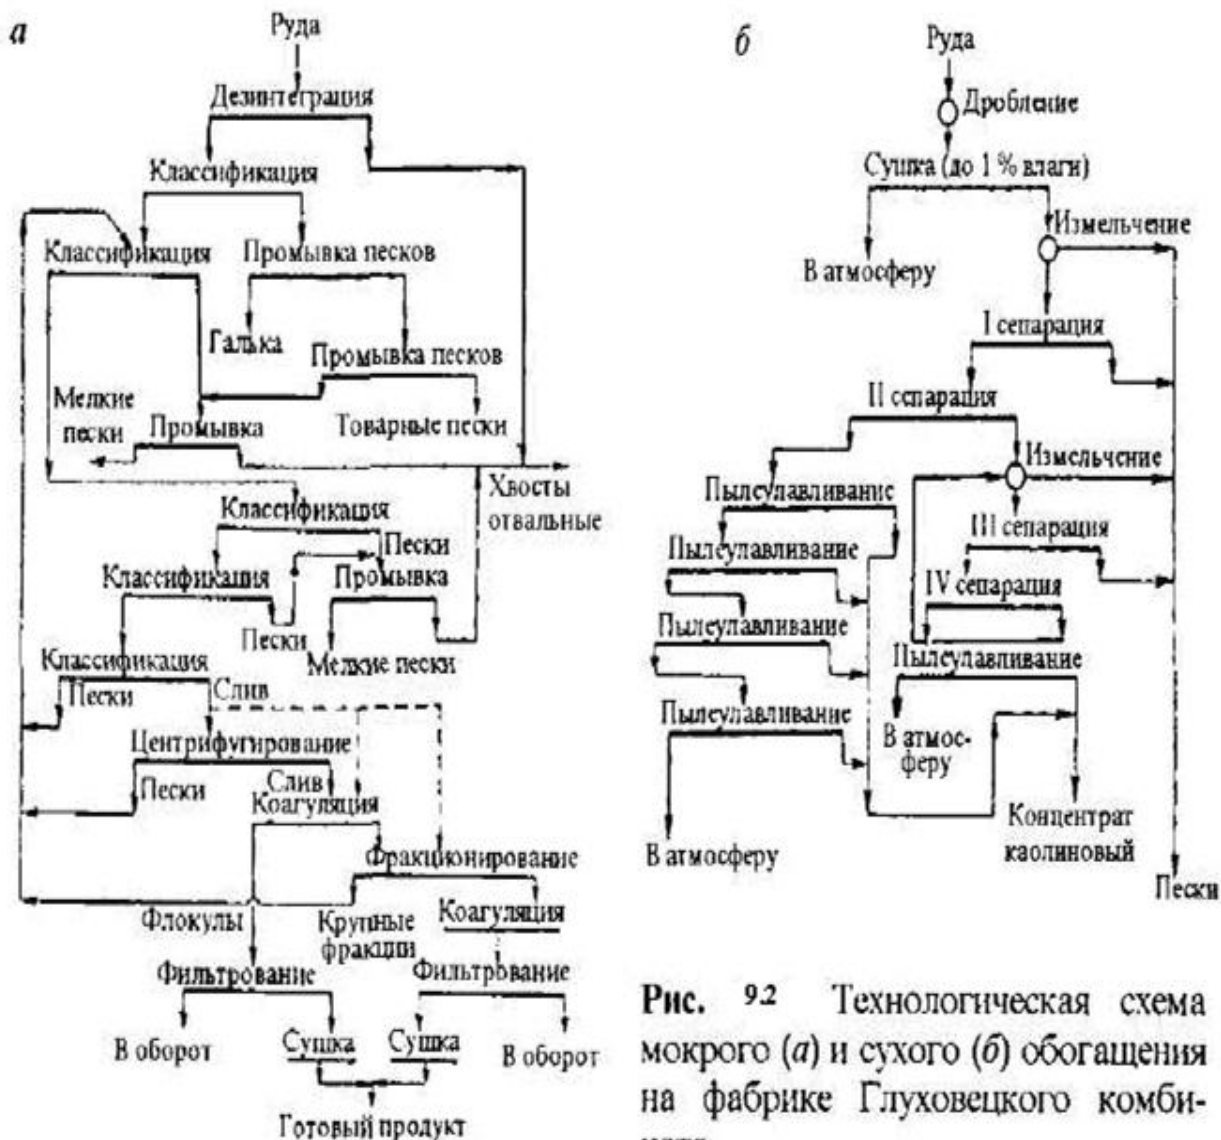 а
Руда
Дезинтеграция
Классификация
Классификация
Промывка песков
Галька
Промывка песков
Мелкие
пески
Промывка
Товарные пески
Хвосты
отвальные
Классификация
Пески
Классификация
Промывка
Пески
Мелкие пески
Классификация
Пески
Слив
Центрифугирование
Пески
Слив
Коагуляция
Фракционирование
Флокулы
Крупные
фракции
Коагуляция
Фильтрование
Фильтрование
В оборот
Сушка
Сушка
В оборот
Готовый продукт
б
Руда
Дробление
Сушка (до 1 % влаги)
Измельчение
В атмосферу
I сепарация
II сепарация
Измельчение
Пылеулавливание
III сепарация
Пылеулавливание
IV сепарация
Пылеулавливание
Пылеулавливание
Пылеулавливание
В атмос-
феру
В атмосферу
Концентрат
каолиновый
Пески
Рис. 9.2 Технологическая схема
мокрого (а) и сухого (б) обогащения
на фабрике Глуховецкого комби-